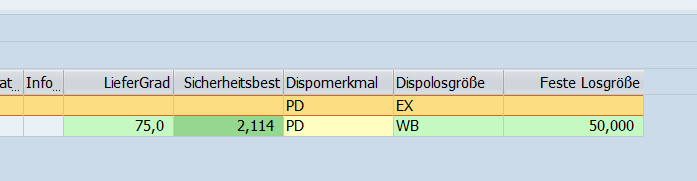 at... Info... LieferGrad Sicherheitsbest Dispomerkmal Dispolosgröße Feste Losgröße
PD EX
75,0 2,114 PD WB 50,000